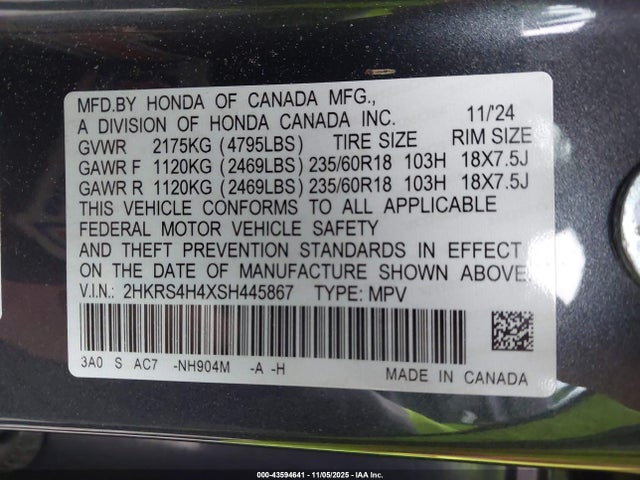 MFD.BY HONDA OF CANADA MFG.,
A DIVISION OF HONDA CANADA INC. 11/'24
GVWR 2175KG (4795LBS) TIRE SIZE RIM SIZE
GAWR F 1120KG (2469LBS) 235/60R18 103H 18X7.5J
GAWR R 1120KG (2469LBS) 235/60R18 103H 18X7.5J
THIS VEHICLE CONFORMS TO ALL APPLICABLE
FEDERAL MOTOR VEHICLE SAFETY
AND THEFT PREVENTION STANDARDS IN EFFECT
ON THE DATE OF MANUFACTURE SHOWN ABOVE.
V.I.N.: 2HKRS4H4XSH445867 TYPE: MPV
3A0 S AC7 -NH904M -A -H
MADE IN CANADA
000-43594641 - 11/05/2025 - IAA Inc.